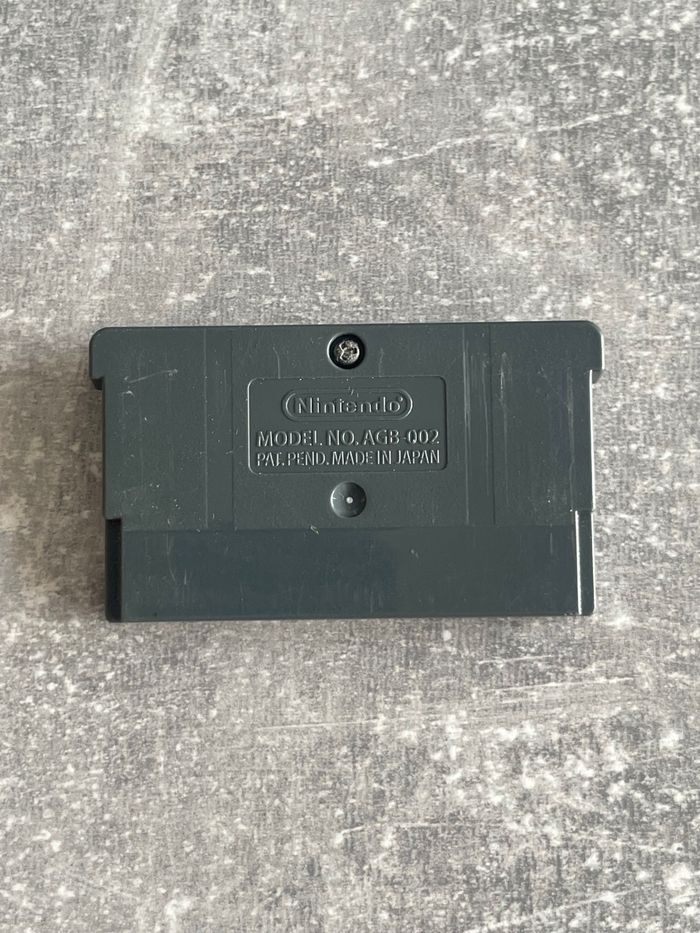 Nintendo
MODEL NO. AGB-002
PAT. PEND. MADE IN JAPAN